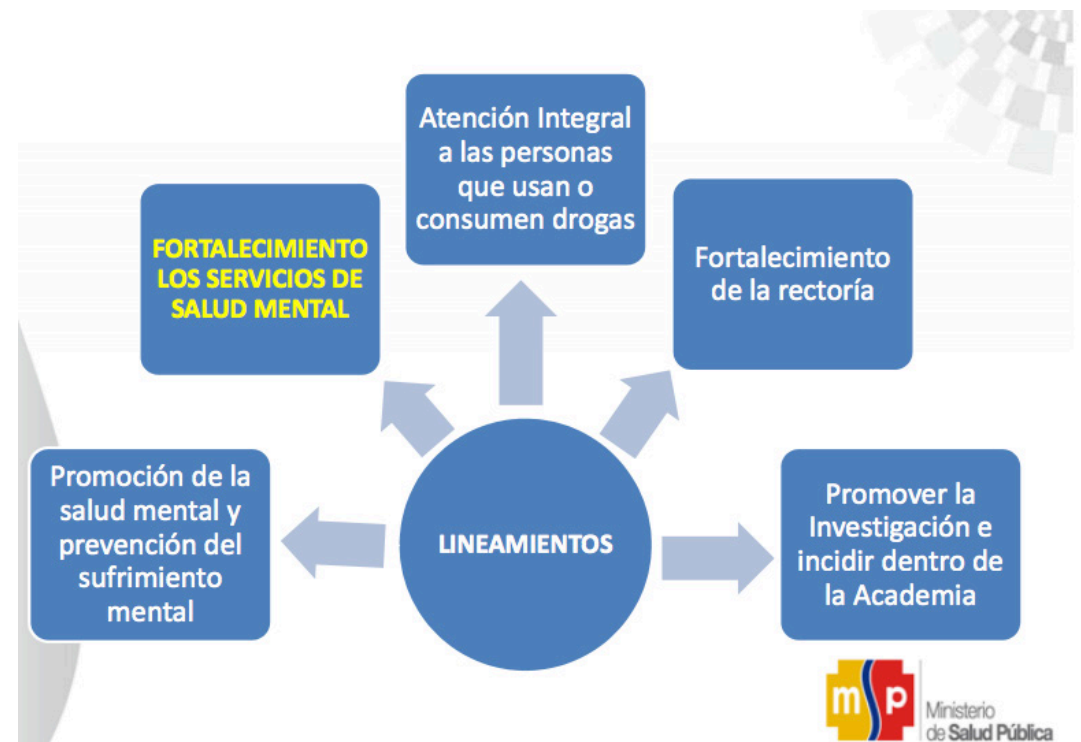 Atención Integral
a las personas
que usan o
consumen drogas
FORTALECIMIENTO
LOS SERVICIOS DE
SALUD MENTAL
Fortalecimiento
de la rectoría
Promoción de la
salud mental y
prevención del
sufrimiento
mental
LINEAMIENTOS
Promover la
Investigación e
incidir dentro de
la Academia
msp
Ministerio
de Salud Pública